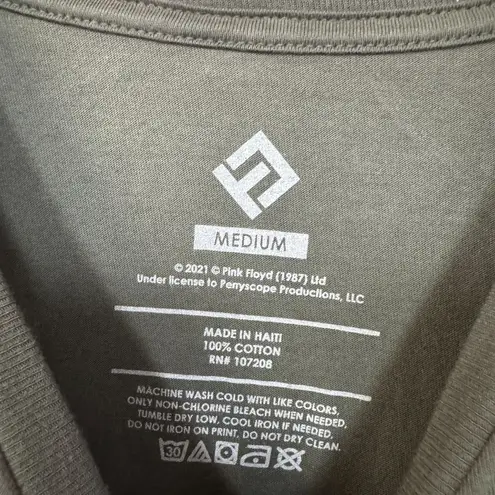 MEDIUM
© 2021 ℗ Pink Floyd (1987) Ltd
Under license to Perryscope Productions, LLC
MADE IN HAITI
100% COTTON
RN# 107208
MACHINE WASH COLD WITH LIKE COLORS,
ONLY NON-CHLORINE BLEACH WHEN NEEDED,
TUMBLE DRY LOW, COOL IRON IF NEEDED,
DO NOT IRON ON PRINT, DO NOT DRY CLEAN.
30